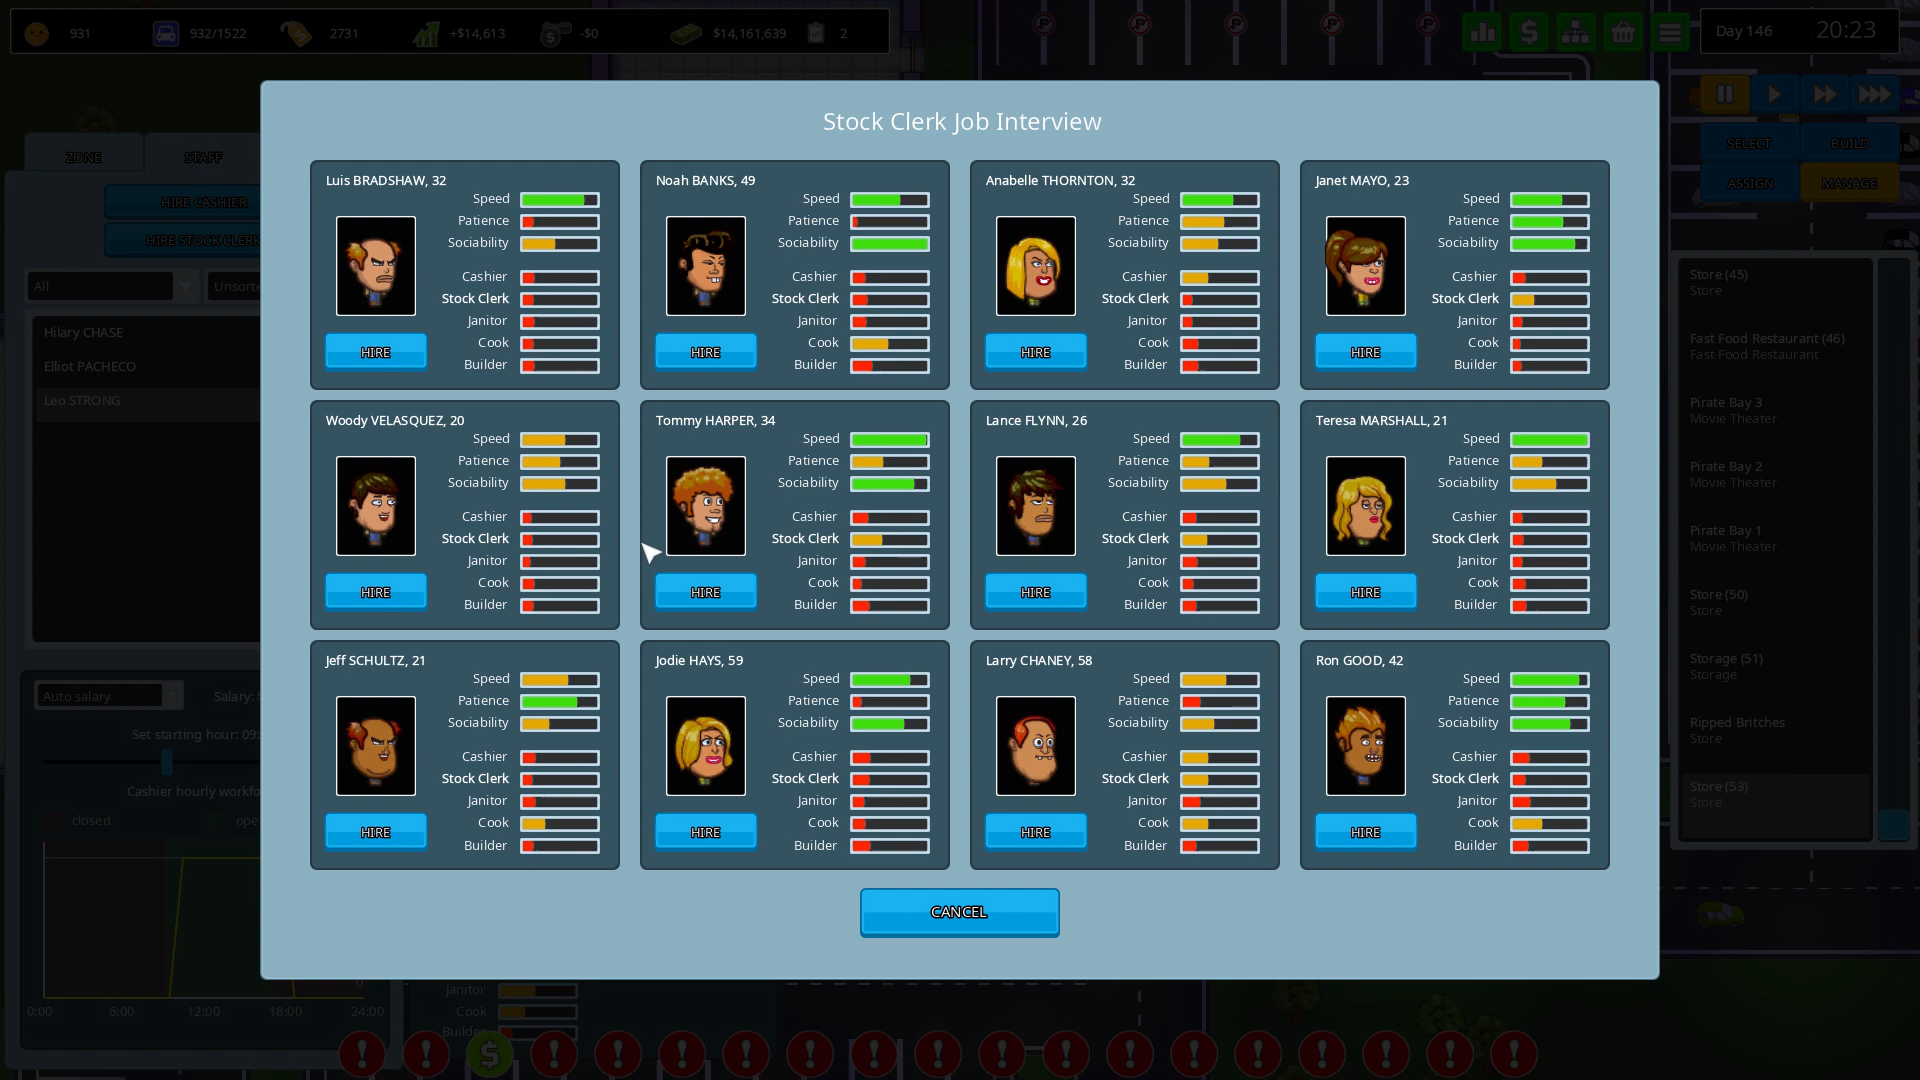 931
932/1522
2731
+$14,613
-$0
$14,161,639
2
Day 146
20:23
Stock Clerk Job Interview
ZONE
STAFF
HIRE CASHIER
HIRE STOCK CLERK
All
Hilary CHASE
Elliot PACHECO
Leo STRONG
Auto salary
Salary:
Set starting hour:
Cashier hourly
closed
0
0:00
6:00
12:00
18:00
24:00
Luis BRADSHAW, 32
Speed
Patience
Sociability
Cashier
Stock Clerk
Janitor
Cook
Builder
HIRE
Noah BANKS, 49
Speed
Patience
Sociability
Cashier
Stock Clerk
Janitor
Cook
Builder
HIRE
Anabelle THORNTON, 32
Speed
Patience
Sociability
Cashier
Stock Clerk
Janitor
Cook
Builder
HIRE
Janet MAYO, 23
Speed
Patience
Sociability
Cashier
Stock Clerk
Janitor
Cook
Builder
HIRE
Woody VELASQUEZ, 20
Speed
Patience
Sociability
Cashier
Stock Clerk
Janitor
Cook
Builder
HIRE
Tommy HARPER, 34
Speed
Patience
Sociability
Cashier
Stock Clerk
Janitor
Cook
Builder
HIRE
Lance FLYNN, 26
Speed
Patience
Sociability
Cashier
Stock Clerk
Janitor
Cook
Builder
HIRE
Teresa MARSHALL, 21
Speed
Patience
Sociability
Cashier
Stock Clerk
Janitor
Cook
Builder
HIRE
Jeff SCHULTZ, 21
Speed
Patience
Sociability
Cashier
Stock Clerk
Janitor
Cook
Builder
HIRE
Jodie HAYS, 59
Speed
Patience
Sociability
Cashier
Stock Clerk
Janitor
Cook
Builder
HIRE
Larry CHANEY, 58
Speed
Patience
Sociability
Cashier
Stock Clerk
Janitor
Cook
Builder
HIRE
Ron GOOD, 42
Speed
Patience
Sociability
Cashier
Stock Clerk
Janitor
Cook
Builder
HIRE
CANCEL
Janitor
Cook
Builder
SELECT
BUILD
ASSIGN
MANAGE
Store (45)
Store
Fast Food Restaurant (46)
Fast Food Restaurant
Pirate Bay 3
Movie Theater
Pirate Bay 2
Movie Theater
Pirate Bay 1
Movie Theater
Store (50)
Store
Storage (51)
Storage
Ripped Britches
Store
Store (53)
Store